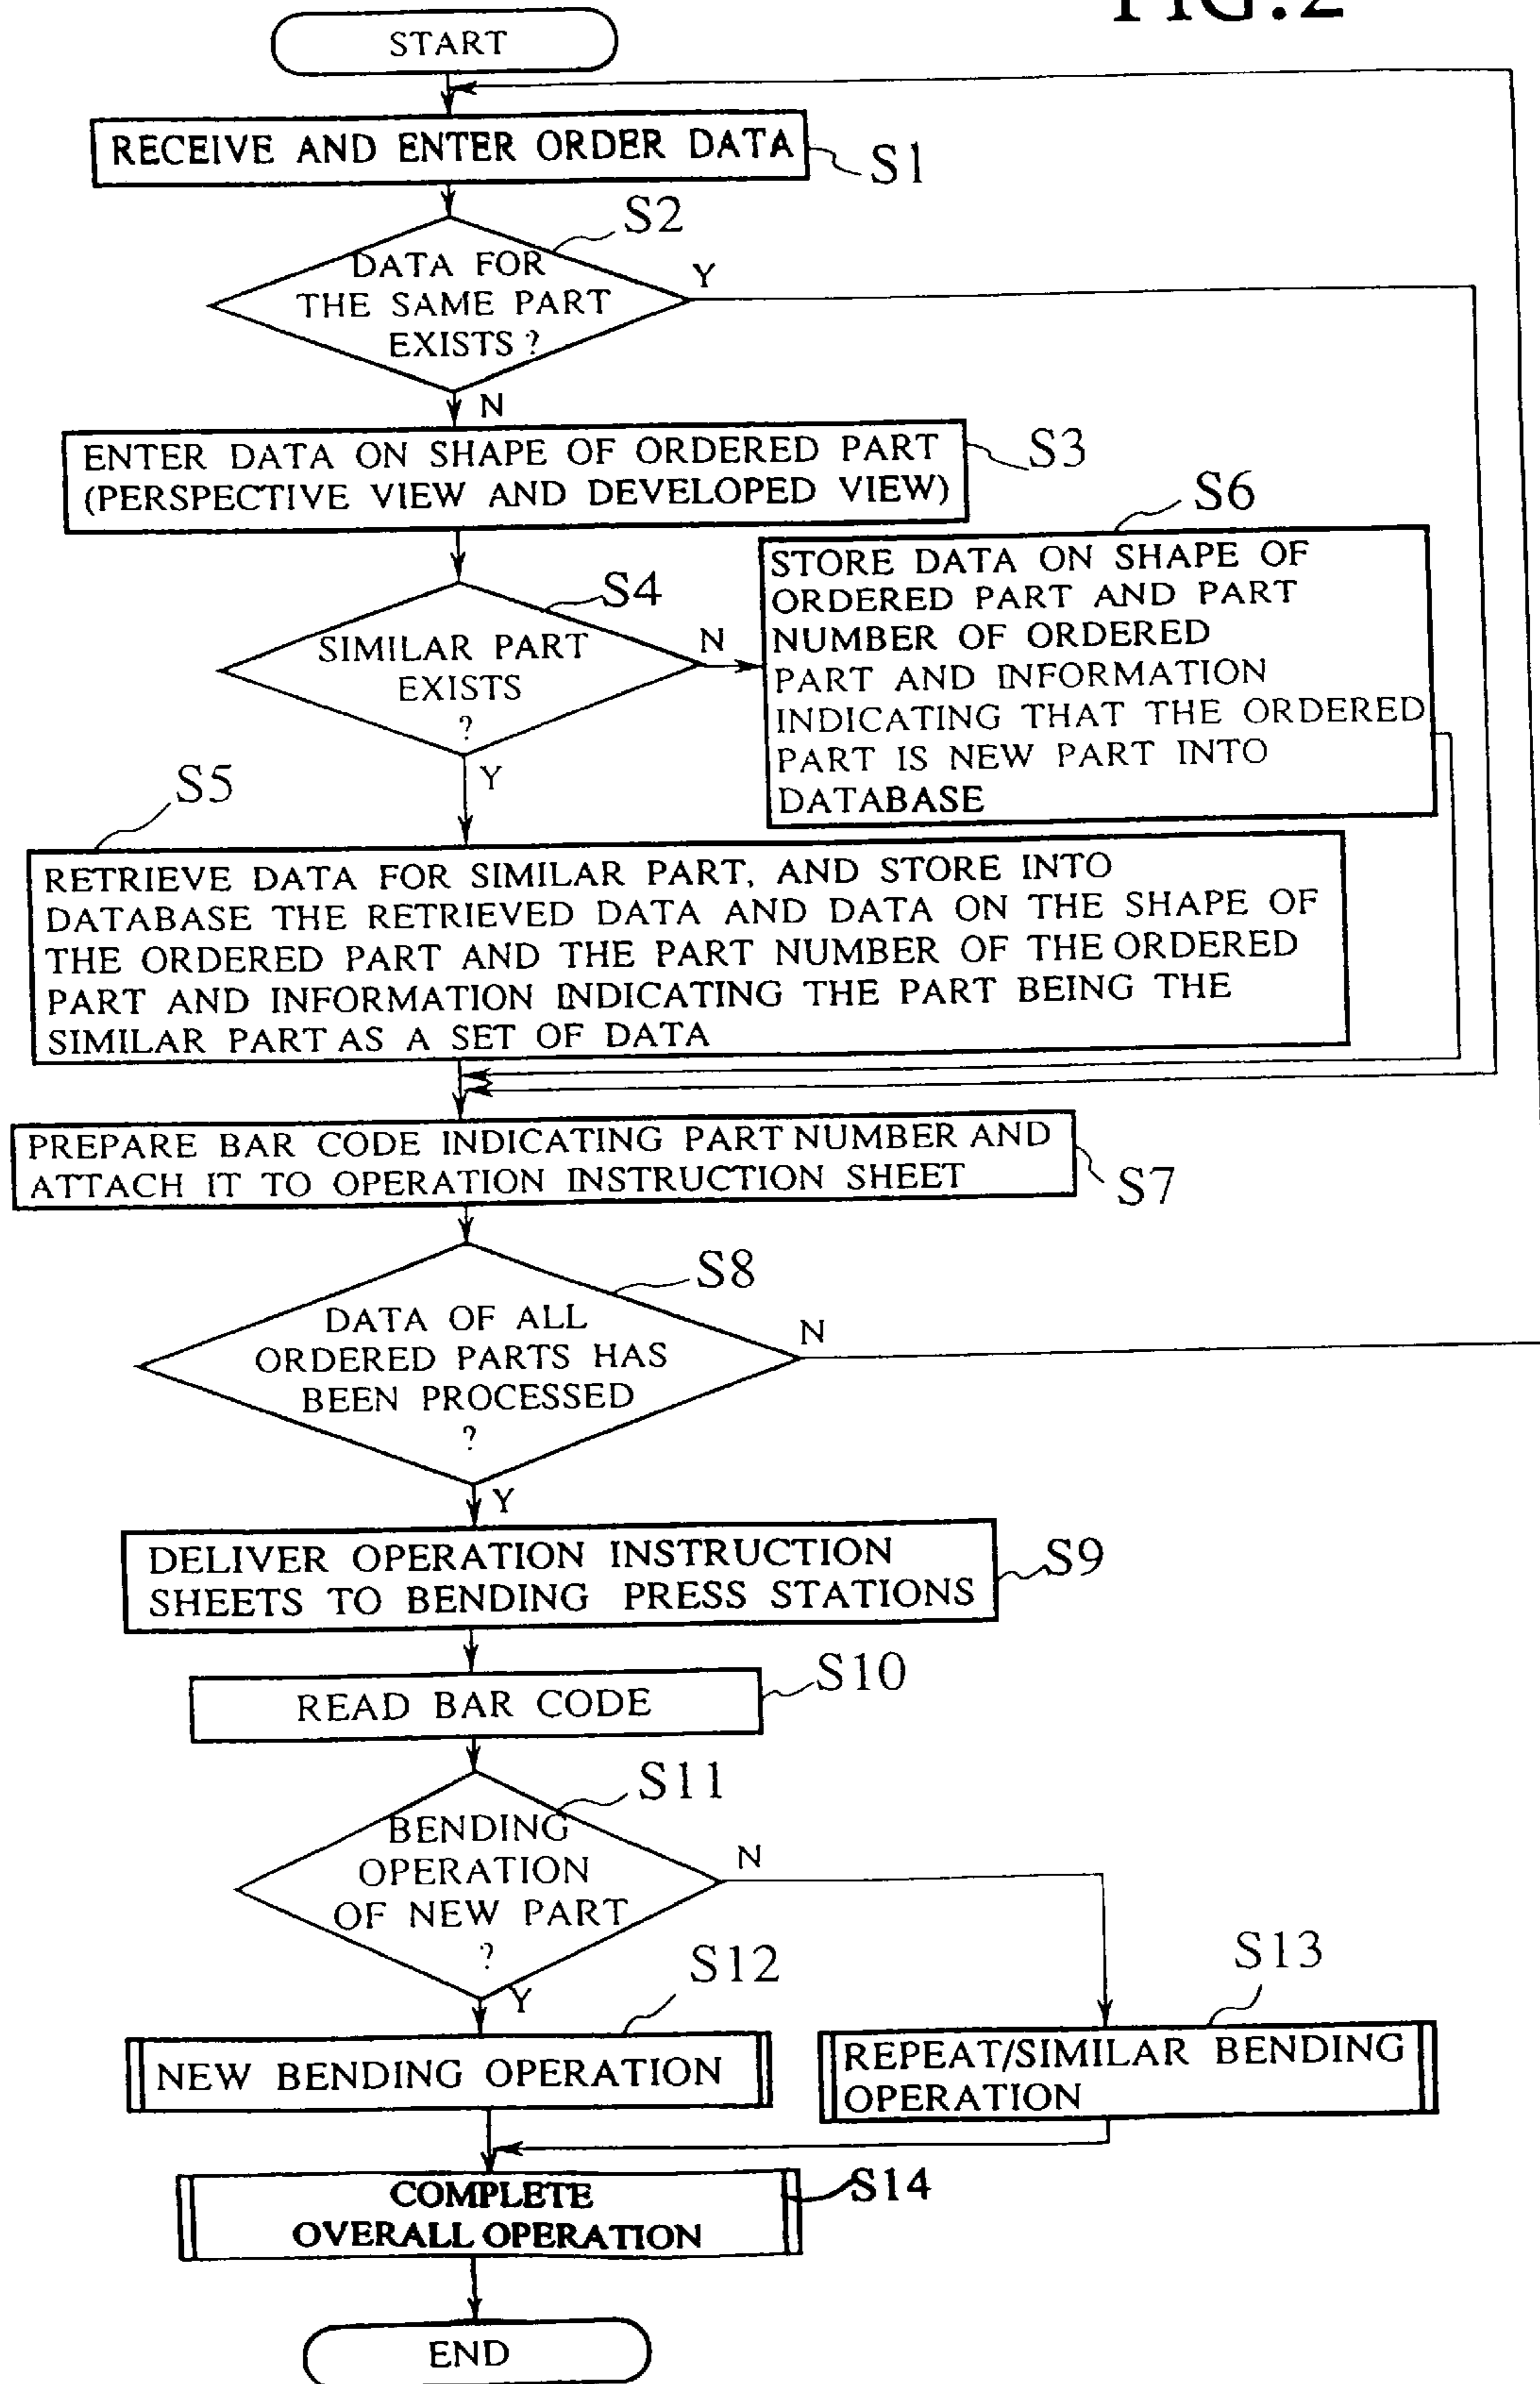 FIG.2
START
RECEIVE AND ENTER ORDER DATA
S1
S2
DATA FOR
THE SAME PART
EXISTS?
Y
N
ENTER DATA ON SHAPE OF ORDERED PART
(PERSPECTIVE VIEW AND DEVELOPED VIEW)
S3
S4
SIMILAR PART
EXISTS
?
N
Y
S6
STORE DATA ON SHAPE OF
ORDERED PART AND PART
NUMBER OF ORDERED
PART AND INFORMATION
INDICATING THAT THE ORDERED
PART IS NEW PART INTO
DATABASE
S5
RETRIEVE DATA FOR SIMILAR PART, AND STORE INTO
DATABASE THE RETRIEVED DATA AND DATA ON THE SHAPE OF
THE ORDERED PART AND THE PART NUMBER OF THE ORDERED
PART AND INFORMATION INDICATING THE PART BEING THE
SIMILAR PART AS A SET OF DATA
PREPARE BAR CODE INDICATING PART NUMBER AND
ATTACH IT TO OPERATION INSTRUCTION SHEET
S7
S8
DATA OF ALL
ORDERED PARTS HAS
BEEN PROCESSED
?
N
Y
DELIVER OPERATION INSTRUCTION
SHEETS TO BENDING PRESS STATIONS
S9
READ BAR CODE
S10
S11
BENDING
OPERATION
OF NEW PART
?
N
Y
S12
NEW BENDING OPERATION
S13
REPEAT/SIMILAR BENDING
OPERATION
COMPLETE
OVERALL OPERATION
S14
END